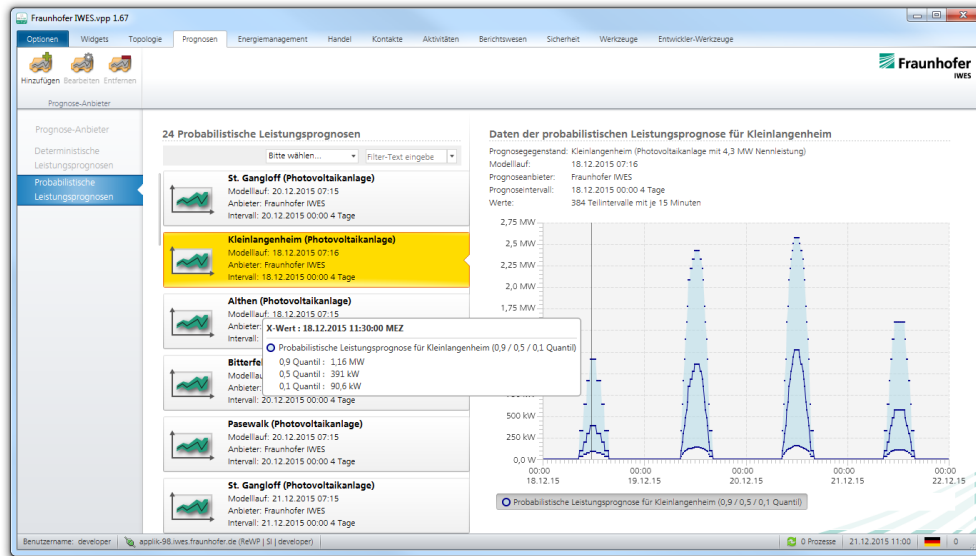 Fraunhofer IWES.vpp 1.67
Optionen Widgets Topologie Prognosen Energiemanagement Handel Kontakte Aktivitäten Berichtswesen Sicherheit Werkzeuge Entwickler-Werkzeuge
Hinzufügen Bearbeiten Entfernen
Prognose-Anbieter
Fraunhofer
IWES
Prognose-Anbieter
Deterministische
Leistungsprognosen
Probabilistische
Leistungsprognosen
24 Probabilistische Leistungsprognosen
Bitte wählen... Filter-Text eingebe
St. Gangloff (Photovoltaikanlage)
Modellauf: 20.12.2015 07:15
Anbieter: Fraunhofer IWES
Intervall: 20.12.2015 00:00 4 Tage
Kleinlangenheim (Photovoltaikanlage)
Modellauf: 18.12.2015 07:16
Anbieter: Fraunhofer IWES
Intervall: 18.12.2015 00:00 4 Tage
Althen (Photovoltaikanlage)
Modellauf: 18.12.2015 07:16
Anbieter:
Intervall:
X-Wert : 18.12.2015 11:30:00 MEZ
Probabilistische Leistungsprognose für Kleinlangenheim (0,9 / 0,5 / 0,1 Quantil)
0,9 Quantil : 1,16 MW
0,5 Quantil : 391 kW
0,1 Quantil : 90,6 kW
Bitterfe
Modellau
Anbieter:
Intervall: 20.12.2015 00:00 4 Tage
Pasewalk (Photovoltaikanlage)
Modellauf: 20.12.2015 07:15
Anbieter: Fraunhofer IWES
Intervall: 20.12.2015 00:00 4 Tage
St. Gangloff (Photovoltaikanlage)
Modellauf: 21.12.2015 07:15
Anbieter: Fraunhofer IWES
Intervall: 21.12.2015 00:00 4 Tage
Daten der probabilistischen Leistungsprognose für Kleinlangenheim
Prognosegegenstand: Kleinlangenheim (Photovoltaikanlage mit 4,3 MW Nennleistung)
Modelllauf: 18.12.2015 07:16
Prognoseanbieter: Fraunhofer IWES
Prognoseintervall: 18.12.2015 00:00 4 Tage
Werte: 384 Teilintervalle mit je 15 Minuten
2,75 MW
2,5 MW
2,25 MW
2,0 MW
1,75 MW
500 kW
250 kW
0,0 W
00:00 00:00 00:00 00:00 00:00
18.12.15 19.12.15 20.12.15 21.12.15 22.12.15
Probabilistische Leistungsprognose für Kleinlangenheim (0,9 / 0,5 / 0,1 Quantil)
Benutzername: developer applik-98.iwes.fraunhofer.de (ReWP | SI | developer) 0 Prozesse 21.12.2015 11:00 0